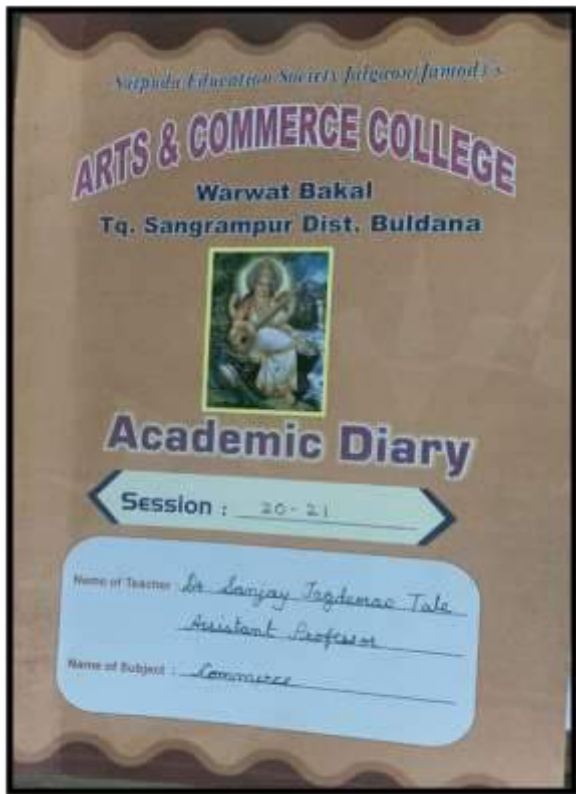 Satpuda Education Society Jalgaon(Jamod)'s
ARTS & COMMERCE COLLEGE
Warwat Bakal
Tq. Sangrampur Dist. Buldana
Academic Diary
Session : 20-21
Name of Teacher Dr Sanjay Tale
Assistant Professor
Name of Subject : Commerce